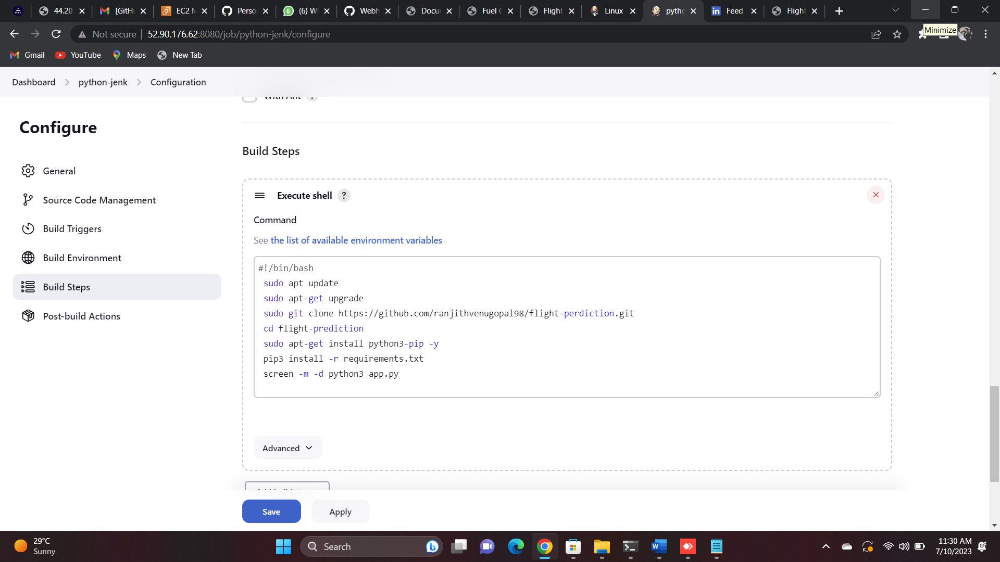 44.20
[GitHu
EC2 M
Perso
(6) W
Webh
Docu
Fuel C
Flight
Linux
pytho
Feed
Flight
Not secure | 52.90.176.62:8080/job/python-jenk/configure
Minimize
Gmail
YouTube
Maps
New Tab
Dashboard > python-jenk > Configuration
With Ant ?
Configure
General
Source Code Management
Build Triggers
Build Environment
Build Steps
Post-build Actions
Build Steps
Execute shell ?
Command
See the list of available environment variables
#!/bin/bash
sudo apt update
sudo apt-get upgrade
sudo git clone https://github.com/ranjithvenugopal98/flight-perdiction.git
cd flight-prediction
sudo apt-get install python3-pip -y
pip3 install -r requirements.txt
screen -m -d python3 app.py
Advanced
Save
Apply
29°C
Sunny
Search
11:30 AM
7/10/2023